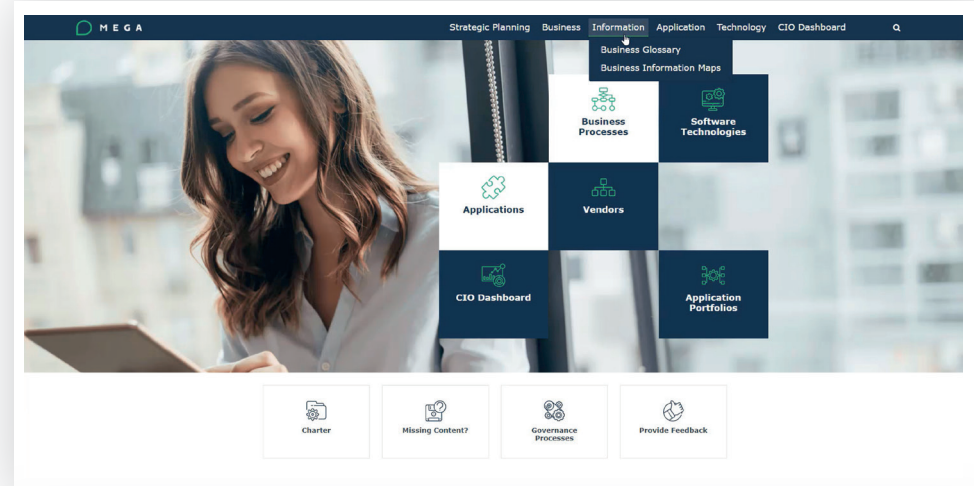 MEGA
Strategic Planning Business Information Application Technology CIO Dashboard
Business Glossary
Business Information Maps
Business
Processes
Software
Technologies
Applications
Vendors
CIO Dashboard
Application
Portfolios
Charter
Missing Content?
Governance
Processes
Provide Feedback